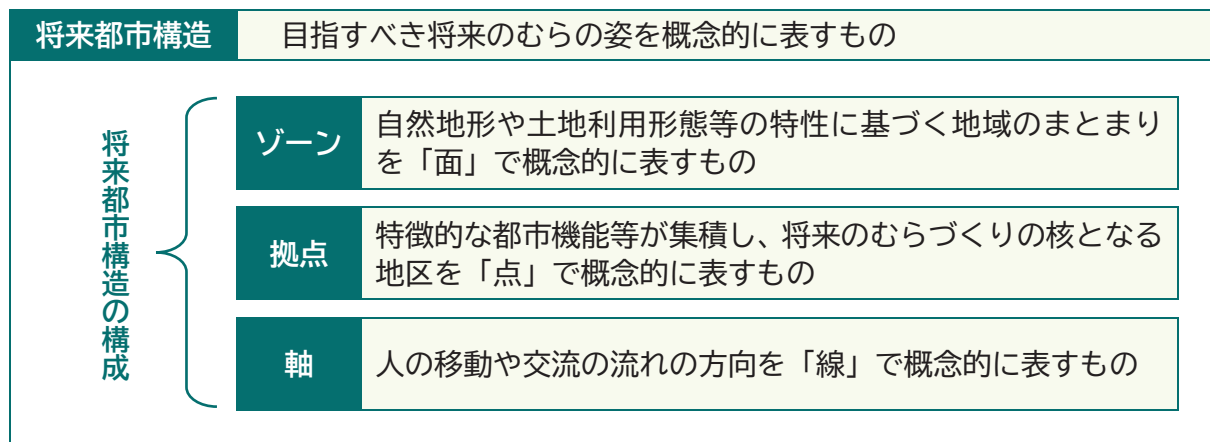 将来都市構造
目指すべき将来のむらの姿を概念的に表すもの
将来都市構造の構成
ゾーン
自然地形や土地利用形態等の特性に基づく地域のまとまり
を「面」で概念的に表すもの
拠点
特徴的な都市機能等が集積し、将来のむらづくりの核となる
地区を「点」で概念的に表すもの
軸
人の移動や交流の流れの方向を「線」で概念的に表すもの